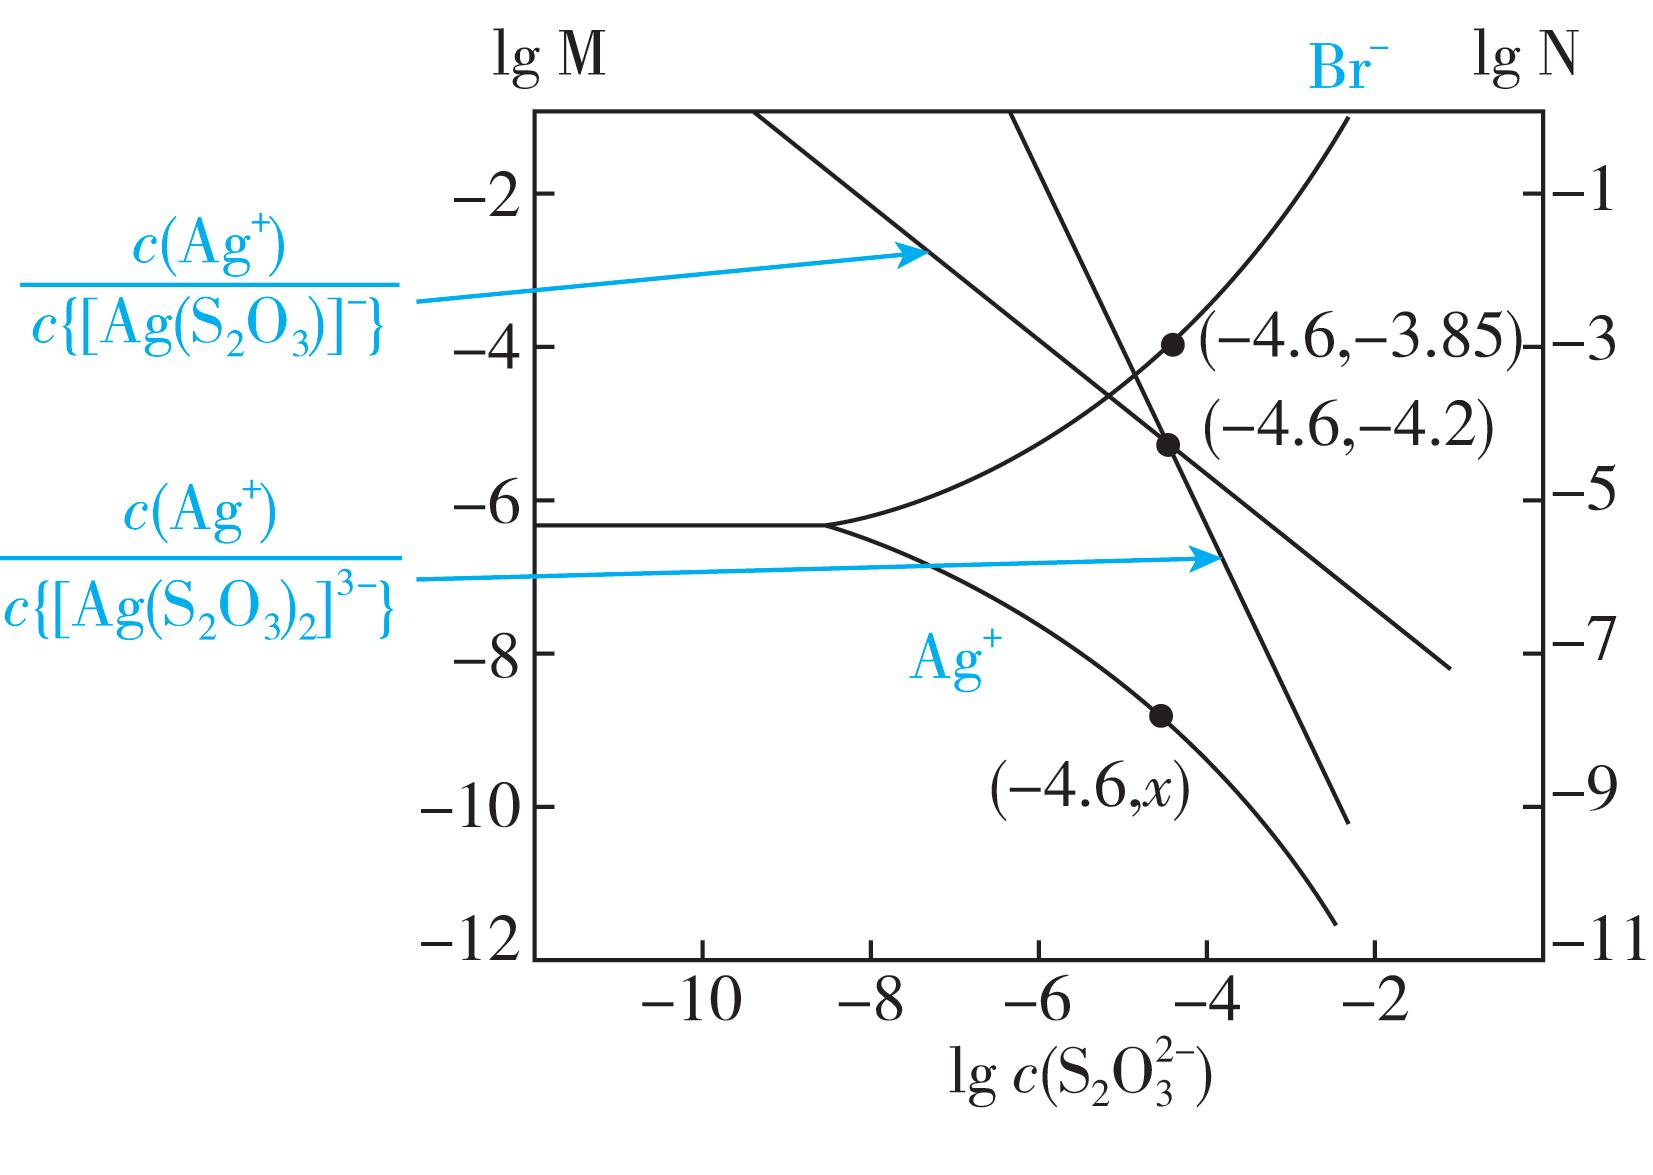 lg M
Br⁻
lg N
−2
−4
−6
−8
−10
−12
−1
−3
−5
−7
−9
−11
c(Ag⁺)
c{[Ag(S₂O₃)]⁻}
c(Ag⁺)
c{[Ag(S₂O₃)₂]³⁻}
(−4.6,−3.85)
(−4.6,−4.2)
Ag⁺
(−4.6,x)
−10 −8 −6 −4 −2
lg c(S₂O₃²⁻)